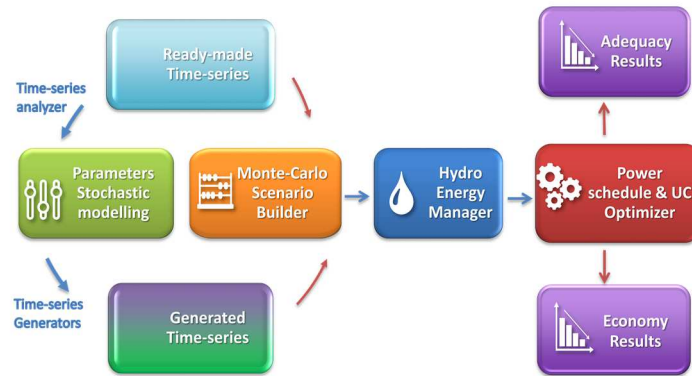 Ready-made
Time-series
Adequacy
Results
Time-series
analyzer
Parameters
Stochastic
modelling
Monte-Carlo
Scenario
Builder
Hydro
Energy
Manager
Power
schedule & UC
Optimizer
Time-series
Generators
Generated
Time-series
Economy
Results